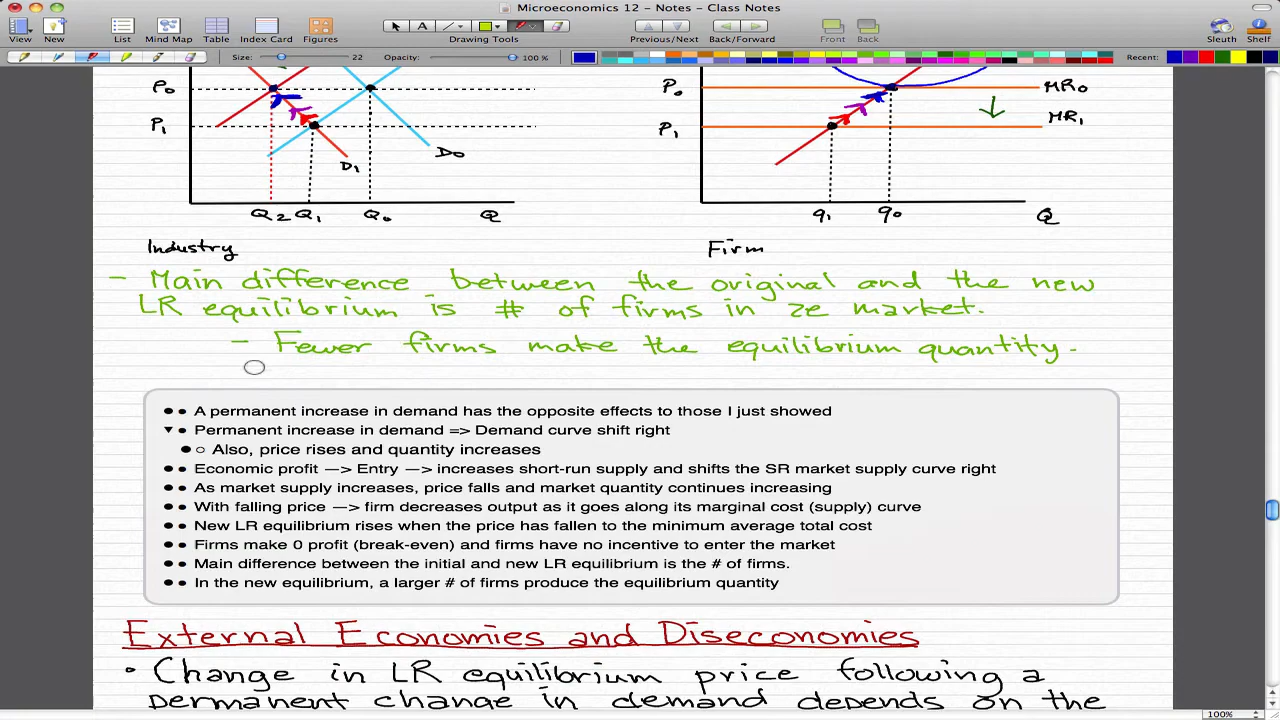 Microeconomics 12 - Notes - Class Notes
View New List Mind Map Table Index Card Figures Drawing Tools Previous/Next Back/Forward Front Back Sleuth Shelf
Size: 22 Opacity: 100 % Recent:
P0 P1 D1 D0 Q2 Q1 Q0 Q
P0 P1 MR0 MR1 q1 q0 Q
Industry Firm
- Main difference between the original and the new
LR equilibrium is # of firms in ze market.
- Fewer firms make the equilibrium quantity.
A permanent increase in demand has the opposite effects to those I just showed
Permanent increase in demand => Demand curve shift right
Also, price rises and quantity increases
Economic profit —> Entry —> increases short-run supply and shifts the SR market supply curve right
As market supply increases, price falls and market quantity continues increasing
With falling price —> firm decreases output as it goes along its marginal cost (supply) curve
New LR equilibrium rises when the price has fallen to the minimum average total cost
Firms make 0 profit (break-even) and firms have no incentive to enter the market
Main difference between the initial and new LR equilibrium is the # of firms.
In the new equilibrium, a larger # of firms produce the equilibrium quantity
External Economies and Diseconomies
• Change in LR equilibrium price following a
permanent change in demand depends on the
100%